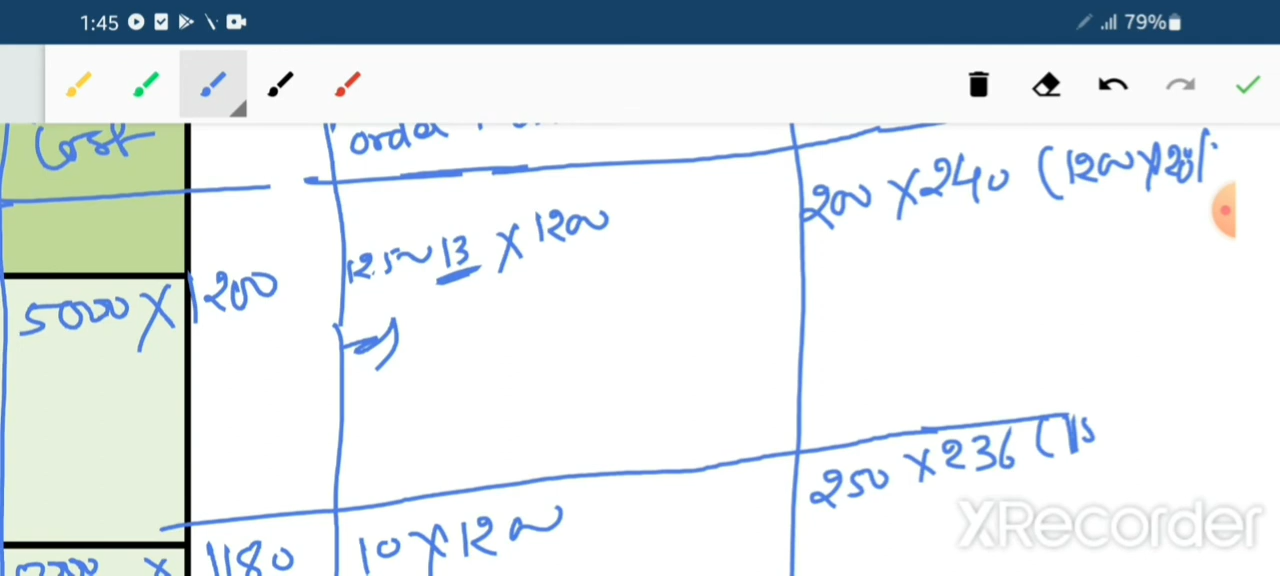 1:45
79%
Cost
order
200 X 240 (1200 X 20%
12.5~ 13 X 1200
5000 X 1200
250 X 236 (
10 X 1200
X 1180
XRecorder